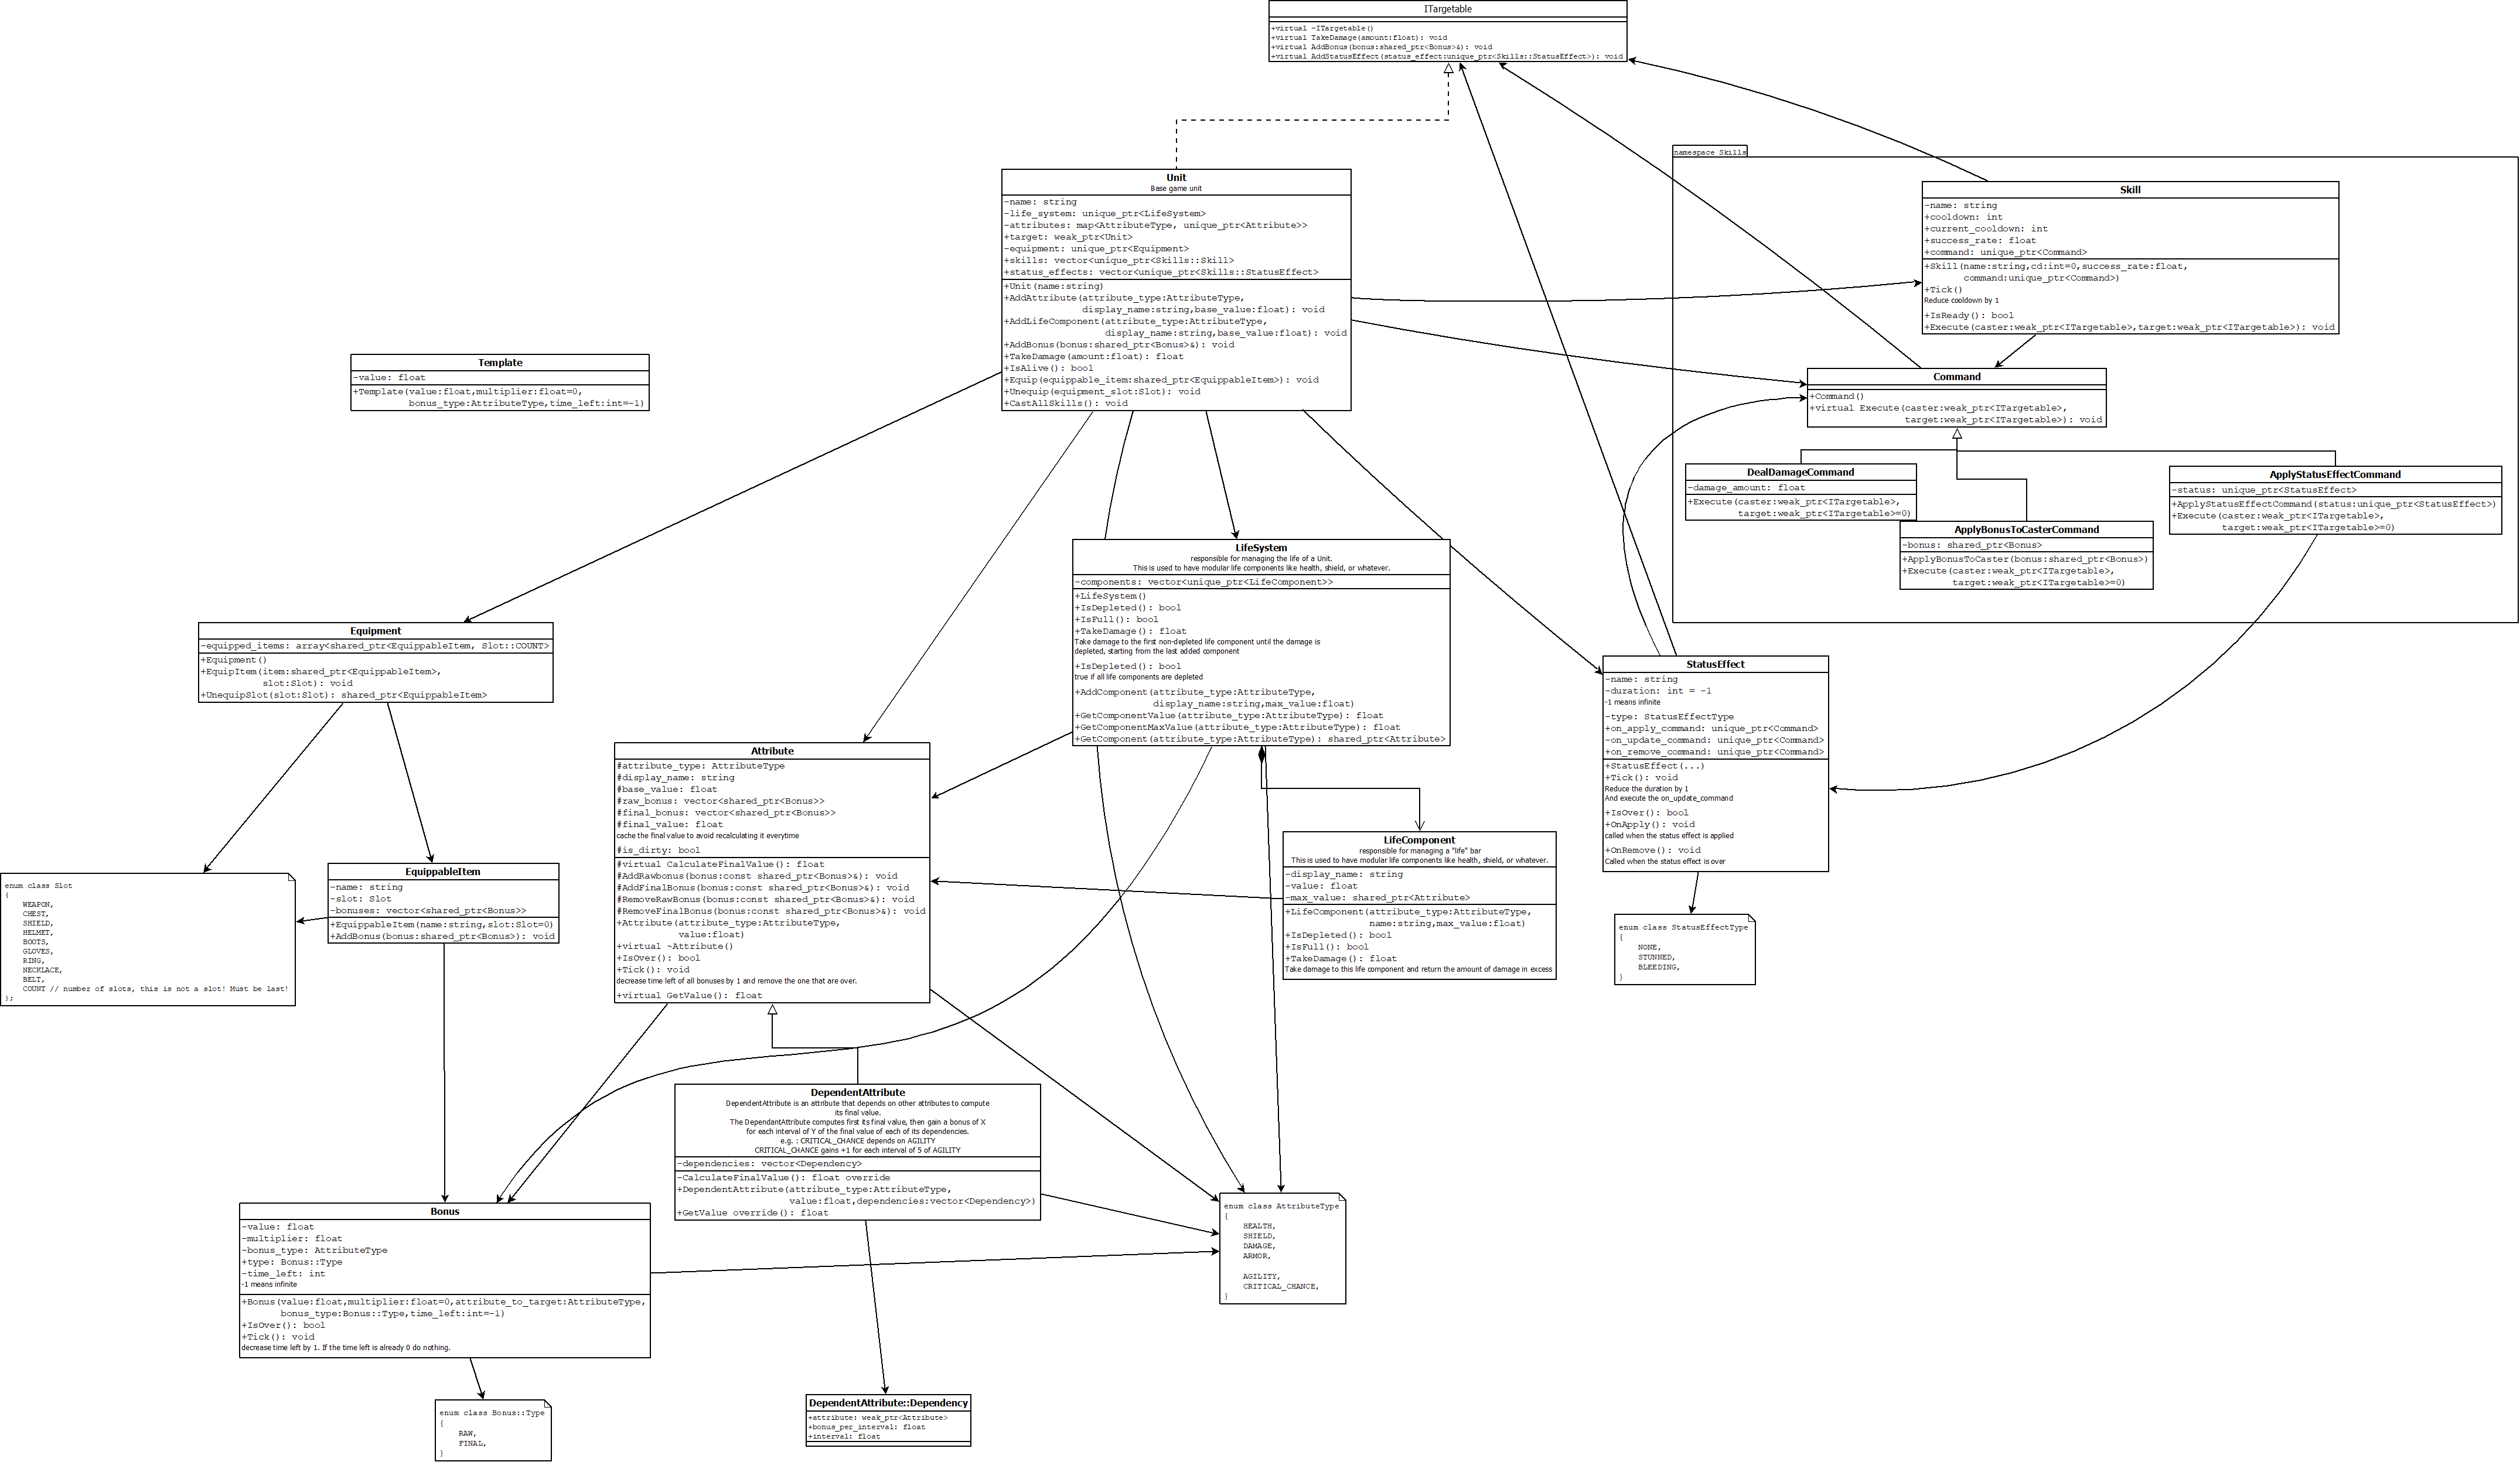 ITargetable
+virtual ~ITargetable()
+virtual TakeDamage(amount:float): void
+virtual AddBonus(bonus:shared_ptr<Bonus>&): void
+virtual AddStatusEffect(status_effect:unique_ptr<Skills::StatusEffect>): void
namespace Skills
Unit
Base game unit
-name: string
-life_system: unique_ptr<LifeSystem>
-attributes: map<AttributeType, unique_ptr<Attribute>>
+target: weak_ptr<Unit>
-equipment: unique_ptr<Equipment>
+skills: vector<unique_ptr<Skills::Skill>
+status_effects: vector<unique_ptr<Skills::StatusEffect>
+Unit(name:string)
+AddAttribute(attribute_type:AttributeType,
display_name:string,base_value:float): void
+AddLifeComponent(attribute_type:AttributeType,
display_name:string,base_value:float): void
+AddBonus(bonus:shared_ptr<Bonus>&): void
+TakeDamage(amount:float): float
+IsAlive(): bool
+Equip(equippable_item:shared_ptr<EquippableItem>): void
+Unequip(equipment_slot:Slot): void
+CastAllSkills(): void
Skill
-name: string
+cooldown: int
+current_cooldown: int
+success_rate: float
+command: unique_ptr<Command>
+Skill(name:string,cd:int=0,success_rate:float,
command:unique_ptr<Command>)
+Tick()
Reduce cooldown by 1
+IsReady(): bool
+Execute(caster:weak_ptr<ITargetable>,target:weak_ptr<ITargetable>): void
Template
-value: float
+Template(value:float,multiplier:float=0,
bonus_type:AttributeType,time_left:int=-1)
Command
+Command()
+virtual Execute(caster:weak_ptr<ITargetable>,
target:weak_ptr<ITargetable>): void
DealDamageCommand
-damage_amount: float
+Execute(caster:weak_ptr<ITargetable>,
target:weak_ptr<ITargetable>=0)
ApplyStatusEffectCommand
-status: unique_ptr<StatusEffect>
+ApplyStatusEffectCommand(status:unique_ptr<StatusEffect>)
+Execute(caster:weak_ptr<ITargetable>,
target:weak_ptr<ITargetable>=0)
ApplyBonusToCasterCommand
-bonus: shared_ptr<Bonus>
+ApplyBonusToCaster(bonus:shared_ptr<Bonus>)
+Execute(caster:weak_ptr<ITargetable>,
target:weak_ptr<ITargetable>=0)
LifeSystem
responsible for managing the life of a Unit.
This is used to have modular life components like health, shield, or whatever.
-components: vector<unique_ptr<LifeComponent>>
+LifeSystem()
+IsDepleted(): bool
+IsFull(): bool
+TakeDamage(): float
Take damage to the first non-depleted life component until the damage is
depleted, starting from the last added component
+IsDepleted(): bool
true if all life components are depleted
+AddComponent(attribute_type:AttributeType,
display_name:string,max_value:float)
+GetComponentValue(attribute_type:AttributeType): float
+GetComponentMaxValue(attribute_type:AttributeType): float
+GetComponent(attribute_type:AttributeType): shared_ptr<Attribute>
Equipment
-equipped_items: array<shared_ptr<EquippableItem, Slot::COUNT>
+Equipment()
+EquipItem(item:shared_ptr<EquippableItem>,
slot:Slot): void
+UnequipSlot(slot:Slot): shared_ptr<EquippableItem>
StatusEffect
-name: string
-duration: int = -1
-1 means infinite
-type: StatusEffectType
+on_apply_command: unique_ptr<Command>
-on_update_command: unique_ptr<Command>
+on_remove_command: unique_ptr<Command>
+StatusEffect(...)
+Tick(): void
Reduce the duration by 1
And execute the on_update_command
+IsOver(): bool
+OnApply(): void
called when the status effect is applied
+OnRemove(): void
Called when the status effect is over
Attribute
#attribute_type: AttributeType
#display_name: string
#base_value: float
#raw_bonus: vector<shared_ptr<Bonus>>
#final_bonus: vector<shared_ptr<Bonus>>
#final_value: float
cache the final value to avoid recalculating it everytime
#is_dirty: bool
#virtual CalculateFinalValue(): float
#AddRawbonus(bonus:const shared_ptr<Bonus>&): void
#AddFinalBonus(bonus:const shared_ptr<Bonus>&): void
#RemoveRawBonus(bonus:const shared_ptr<Bonus>&): void
#RemoveFinalBonus(bonus:const shared_ptr<Bonus>&): void
+Attribute(attribute_type:AttributeType,
value:float)
+virtual ~Attribute()
+IsOver(): bool
+Tick(): void
decrease time left of all bonuses by 1 and remove the one that are over.
+virtual GetValue(): float
LifeComponent
responsible for managing a "life" bar
This is used to have modular life components like health, shield, or whatever.
-display_name: string
-value: float
-max_value: shared_ptr<Attribute>
+LifeComponent(attribute_type:AttributeType,
name:string,max_value:float)
+IsDepleted(): bool
+IsFull(): bool
+TakeDamage(): float
Take damage to this life component and return the amount of damage in excess
enum class Slot
{
WEAPON,
CHEST,
SHIELD,
HELMET,
BOOTS,
GLOVES,
RING,
NECKLACE,
BELT,
COUNT // number of slots, this is not a slot! Must be last!
};
EquippableItem
-name: string
-slot: Slot
-bonuses: vector<shared_ptr<Bonus>>
+EquippableItem(name:string,slot:Slot=0)
+AddBonus(bonus:shared_ptr<Bonus>): void
enum class StatusEffectType
{
NONE,
STUNNED,
BLEEDING,
}
DependentAttribute
DependentAttribute is an attribute that depends on other attributes to compute
its final value.
The DependantAttribute computes first its final value, then gain a bonus of X
for each interval of Y of the final value of each of its dependencies.
e.g. : CRITICAL_CHANCE depends on AGILITY
CRITICAL_CHANCE gains +1 for each interval of 5 of AGILITY
-dependencies: vector<Dependency>
-CalculateFinalValue(): float override
+DependentAttribute(attribute_type:AttributeType,
value:float,dependencies:vector<Dependency>)
+GetValue override(): float
Bonus
-value: float
-multiplier: float
-bonus_type: AttributeType
+type: Bonus::Type
-time_left: int
-1 means infinite
+Bonus(value:float,multiplier:float=0,attribute_to_target:AttributeType,
bonus_type:Bonus::Type,time_left:int=-1)
+IsOver(): bool
+Tick(): void
decrease time left by 1. If the time left is already 0 do nothing.
enum class AttributeType
{
HEALTH,
SHIELD,
DAMAGE,
ARMOR,
AGILITY,
CRITICAL_CHANCE,
}
enum class Bonus::Type
{
RAW,
FINAL,
}
DependentAttribute::Dependency
+attribute: weak_ptr<Attribute>
+bonus_per_interval: float
+interval: float